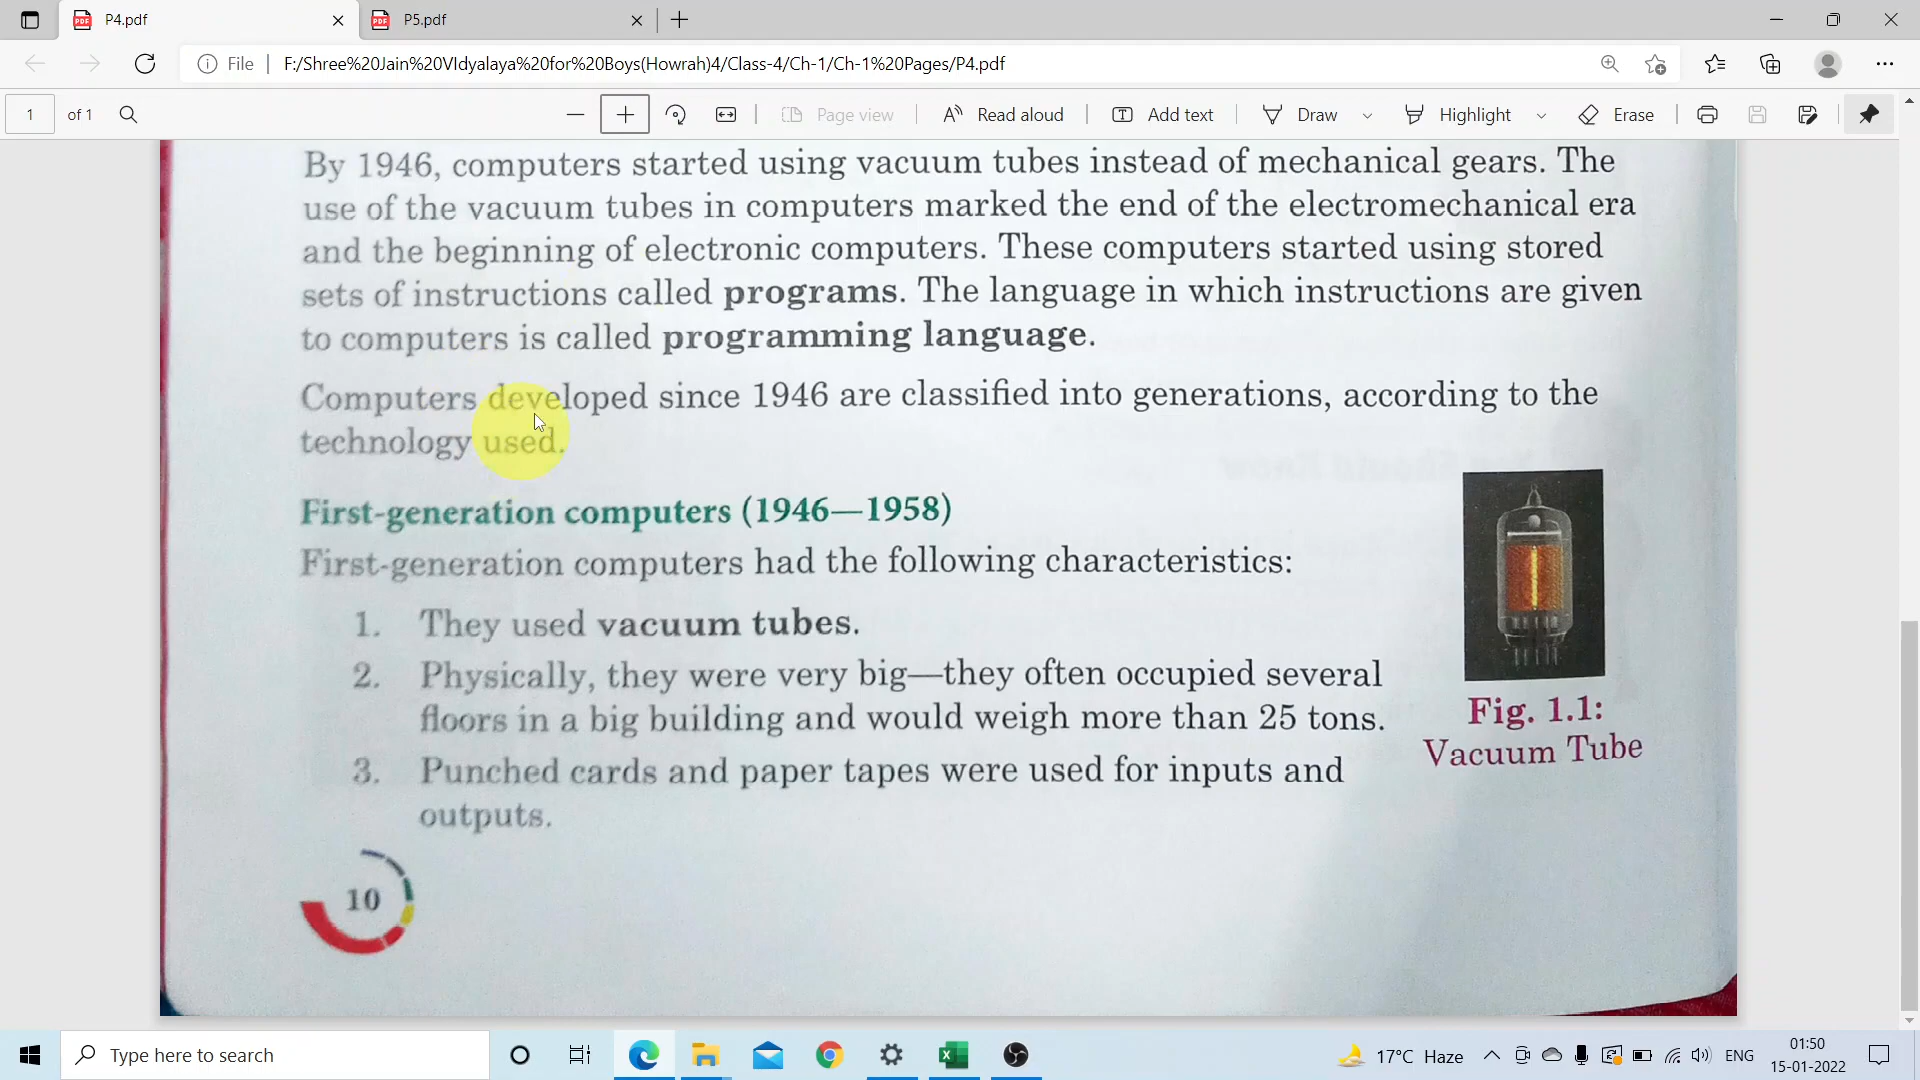 P4.pdf
P5.pdf
File
F:/Shree%20Jain%20VIdyalaya%20for%20Boys(Howrah)4/Class-4/Ch-1/Ch-1%20Pages/P4.pdf
1 of 1
Page view
Read aloud
Add text
Draw
Highlight
Erase
By 1946, computers started using vacuum tubes instead of mechanical gears. The
use of the vacuum tubes in computers marked the end of the electromechanical era
and the beginning of electronic computers. These computers started using stored
sets of instructions called programs. The language in which instructions are given
to computers is called programming language.
Computers developed since 1946 are classified into generations, according to the
technology used.
First-generation computers (1946—1958)
First-generation computers had the following characteristics:
1. They used vacuum tubes.
2. Physically, they were very big—they often occupied several
floors in a big building and would weigh more than 25 tons.
3. Punched cards and paper tapes were used for inputs and
outputs.
Fig. 1.1:
Vacuum Tube
10
Type here to search
17°C Haze
ENG
01:50
15-01-2022